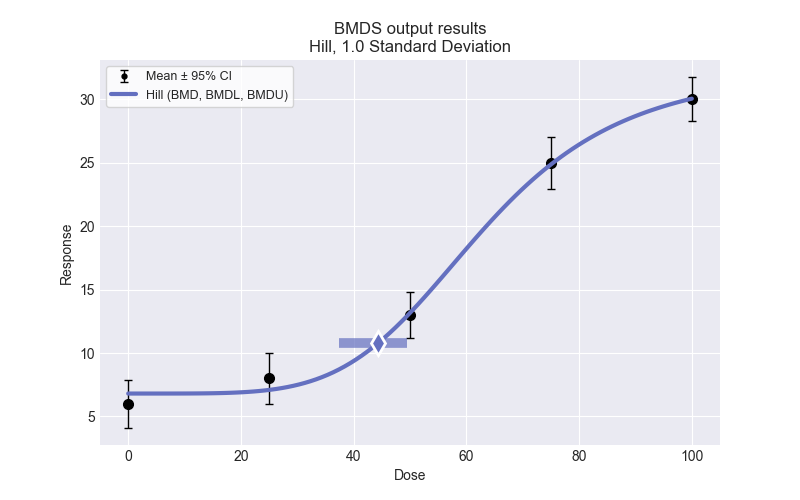 BMDS output results
Hill, 1.0 Standard Deviation
Mean ± 95% CI
Hill (BMD, BMDL, BMDU)
Response
30
25
20
15
10
5
0 20 40 60 80 100
Dose